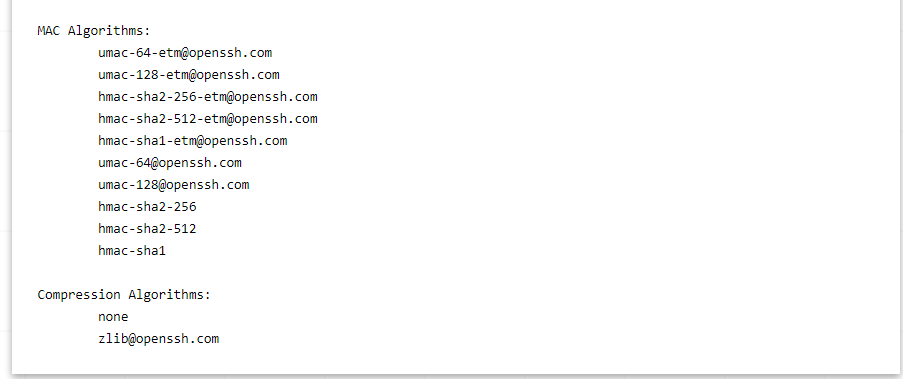 MAC Algorithms:
umac-64-etm@openssh.com
umac-128-etm@openssh.com
hmac-sha2-256-etm@openssh.com
hmac-sha2-512-etm@openssh.com
hmac-sha1-etm@openssh.com
umac-64@openssh.com
umac-128@openssh.com
hmac-sha2-256
hmac-sha2-512
hmac-sha1
Compression Algorithms:
none
zlib@openssh.com